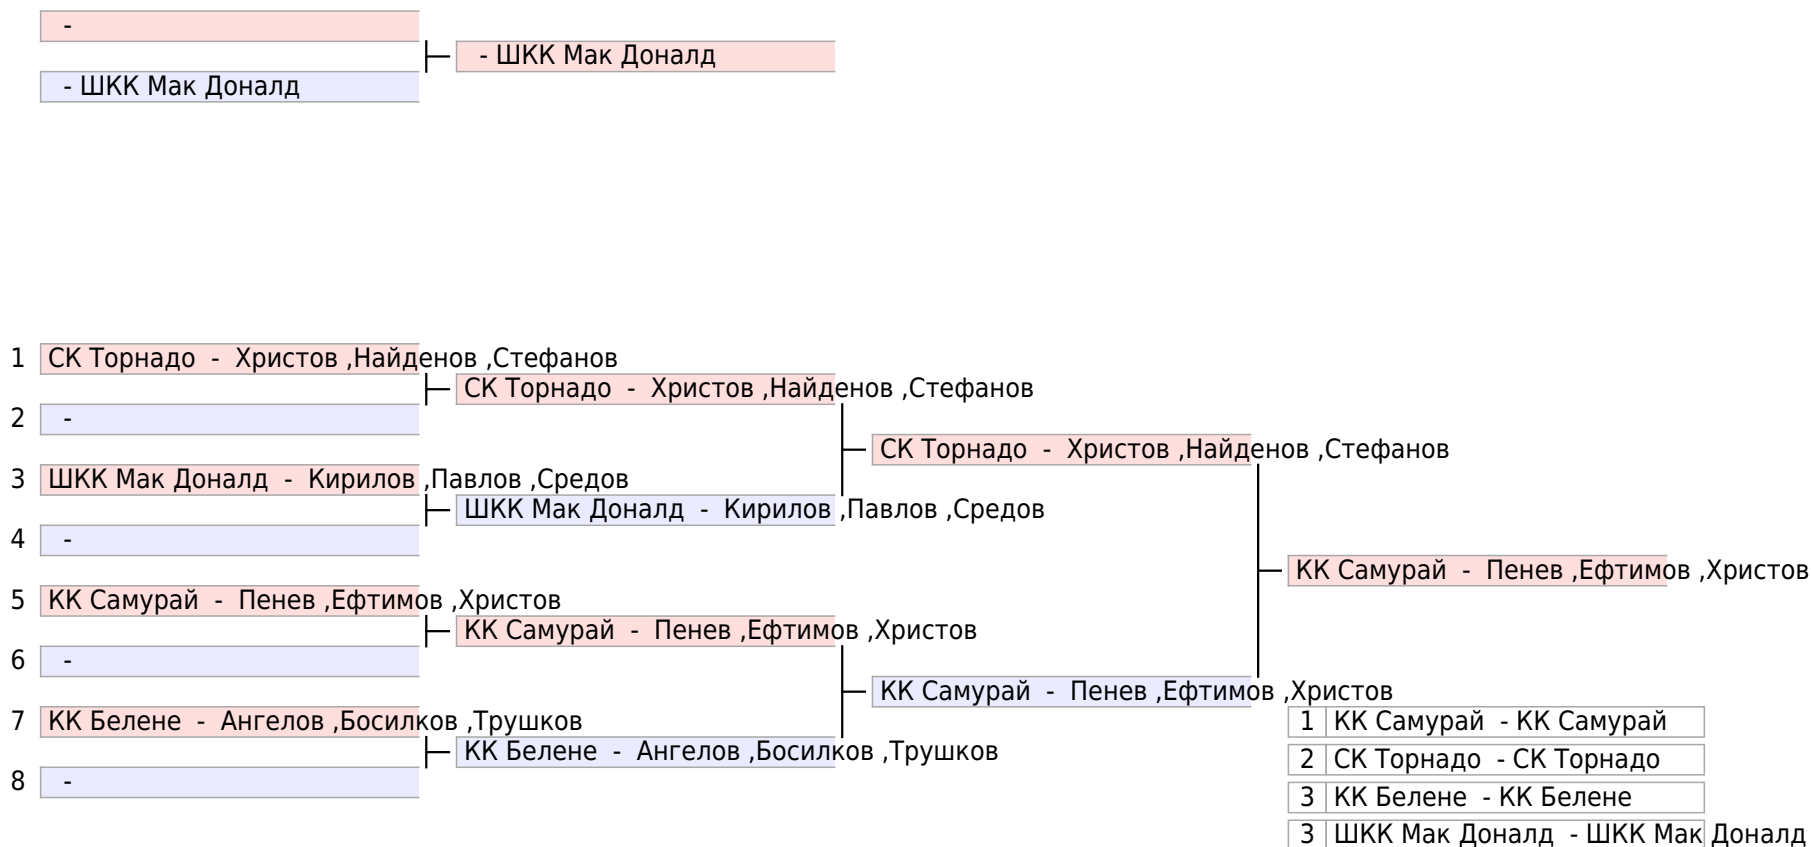 -
- ШКК Мак Доналд
- ШКК Мак Доналд
1 СК Торнадо - Христов ,Найденов ,Стефанов
СК Торнадо - Христов ,Найденов ,Стефанов
2 -
СК Торнадо - Христов ,Найденов ,Стефанов
3 ШКК Мак Доналд - Кирилов ,Павлов ,Средов
ШКК Мак Доналд - Кирилов ,Павлов ,Средов
4 -
КК Самурай - Пенев ,Ефтимов ,Христов
5 КК Самурай - Пенев ,Ефтимов ,Христов
КК Самурай - Пенев ,Ефтимов ,Христов
6 -
КК Самурай - Пенев ,Ефтимов ,Христов
7 КК Белене - Ангелов ,Босилков ,Трушков
1 КК Самурай - КК Самурай
КК Белене - Ангелов ,Босилков ,Трушков
2 СК Торнадо - СК Торнадо
8 -
3 КК Белене - КК Белене
3 ШКК Мак Доналд - ШКК Мак Доналд